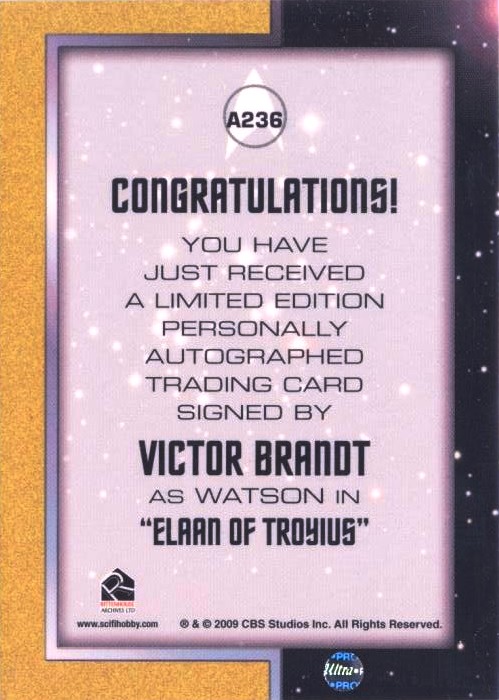 A236
CONGRATULATIONS!
YOU HAVE
JUST RECEIVED
A LIMITED EDITION
PERSONALLY
AUTOGRAPHED
TRADING CARD
SIGNED BY
VICTOR BRANDT
AS WATSON IN
“ELAAN OF TROYIUS”
RITTENHOUSE
ARCHIVES LTD
www.scifihobby.com
® & © 2009 CBS Studios Inc. All Rights Reserved.
•PRO•
Ultra
•PRO•